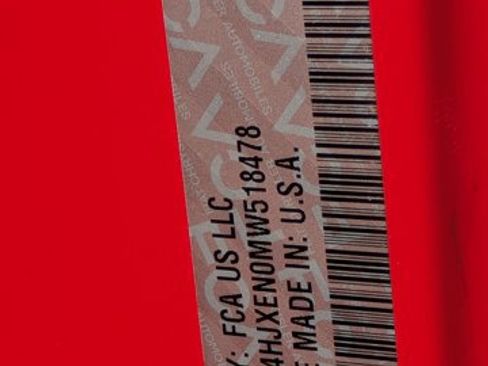 Y: FCA US LLC
4HJXEN0MW518478
E MADE IN: U.S.A.